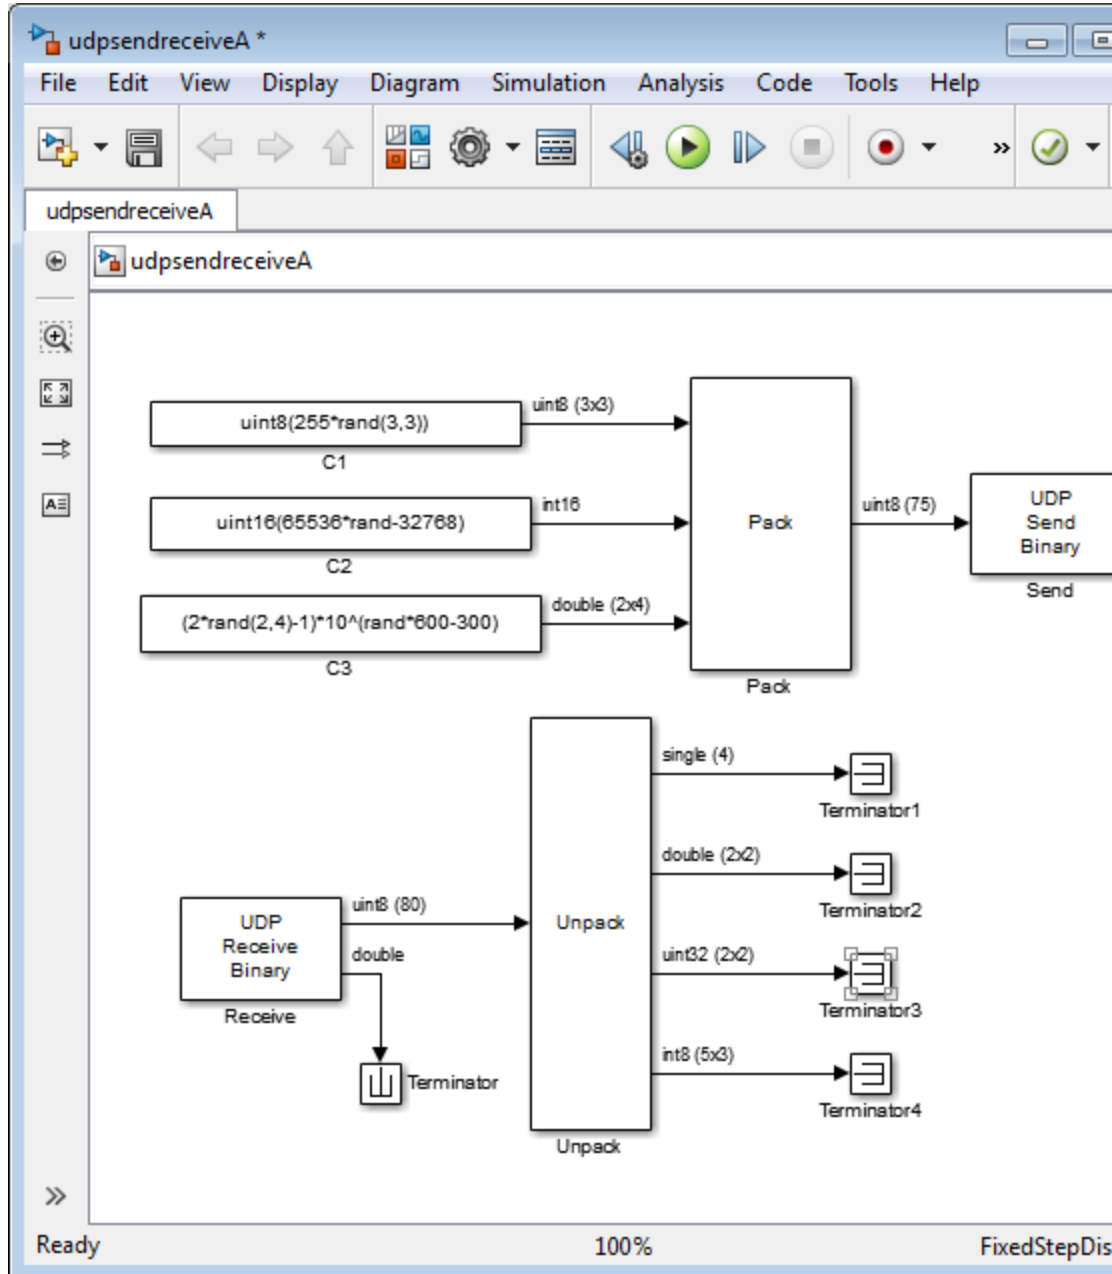 udpsendreceiveA *
File Edit View Display Diagram Simulation Analysis Code Tools Help
udpsendreceiveA
udpsendreceiveA
uint8(255*rand(3,3))
uint8 (3x3)
C1
uint16(65536*rand-32768)
int16
C2
(2*rand(2,4)-1)*10^(rand*600-300)
double (2x4)
C3
Pack
Pack
uint8 (75)
UDP
Send
Binary
Send
UDP
Receive
Binary
Receive
uint8 (80)
double
Terminator
Unpack
Unpack
single (4)
Terminator1
double (2x2)
Terminator2
uint32 (2x2)
Terminator3
int8 (5x3)
Terminator4
Ready 100% FixedStepDis